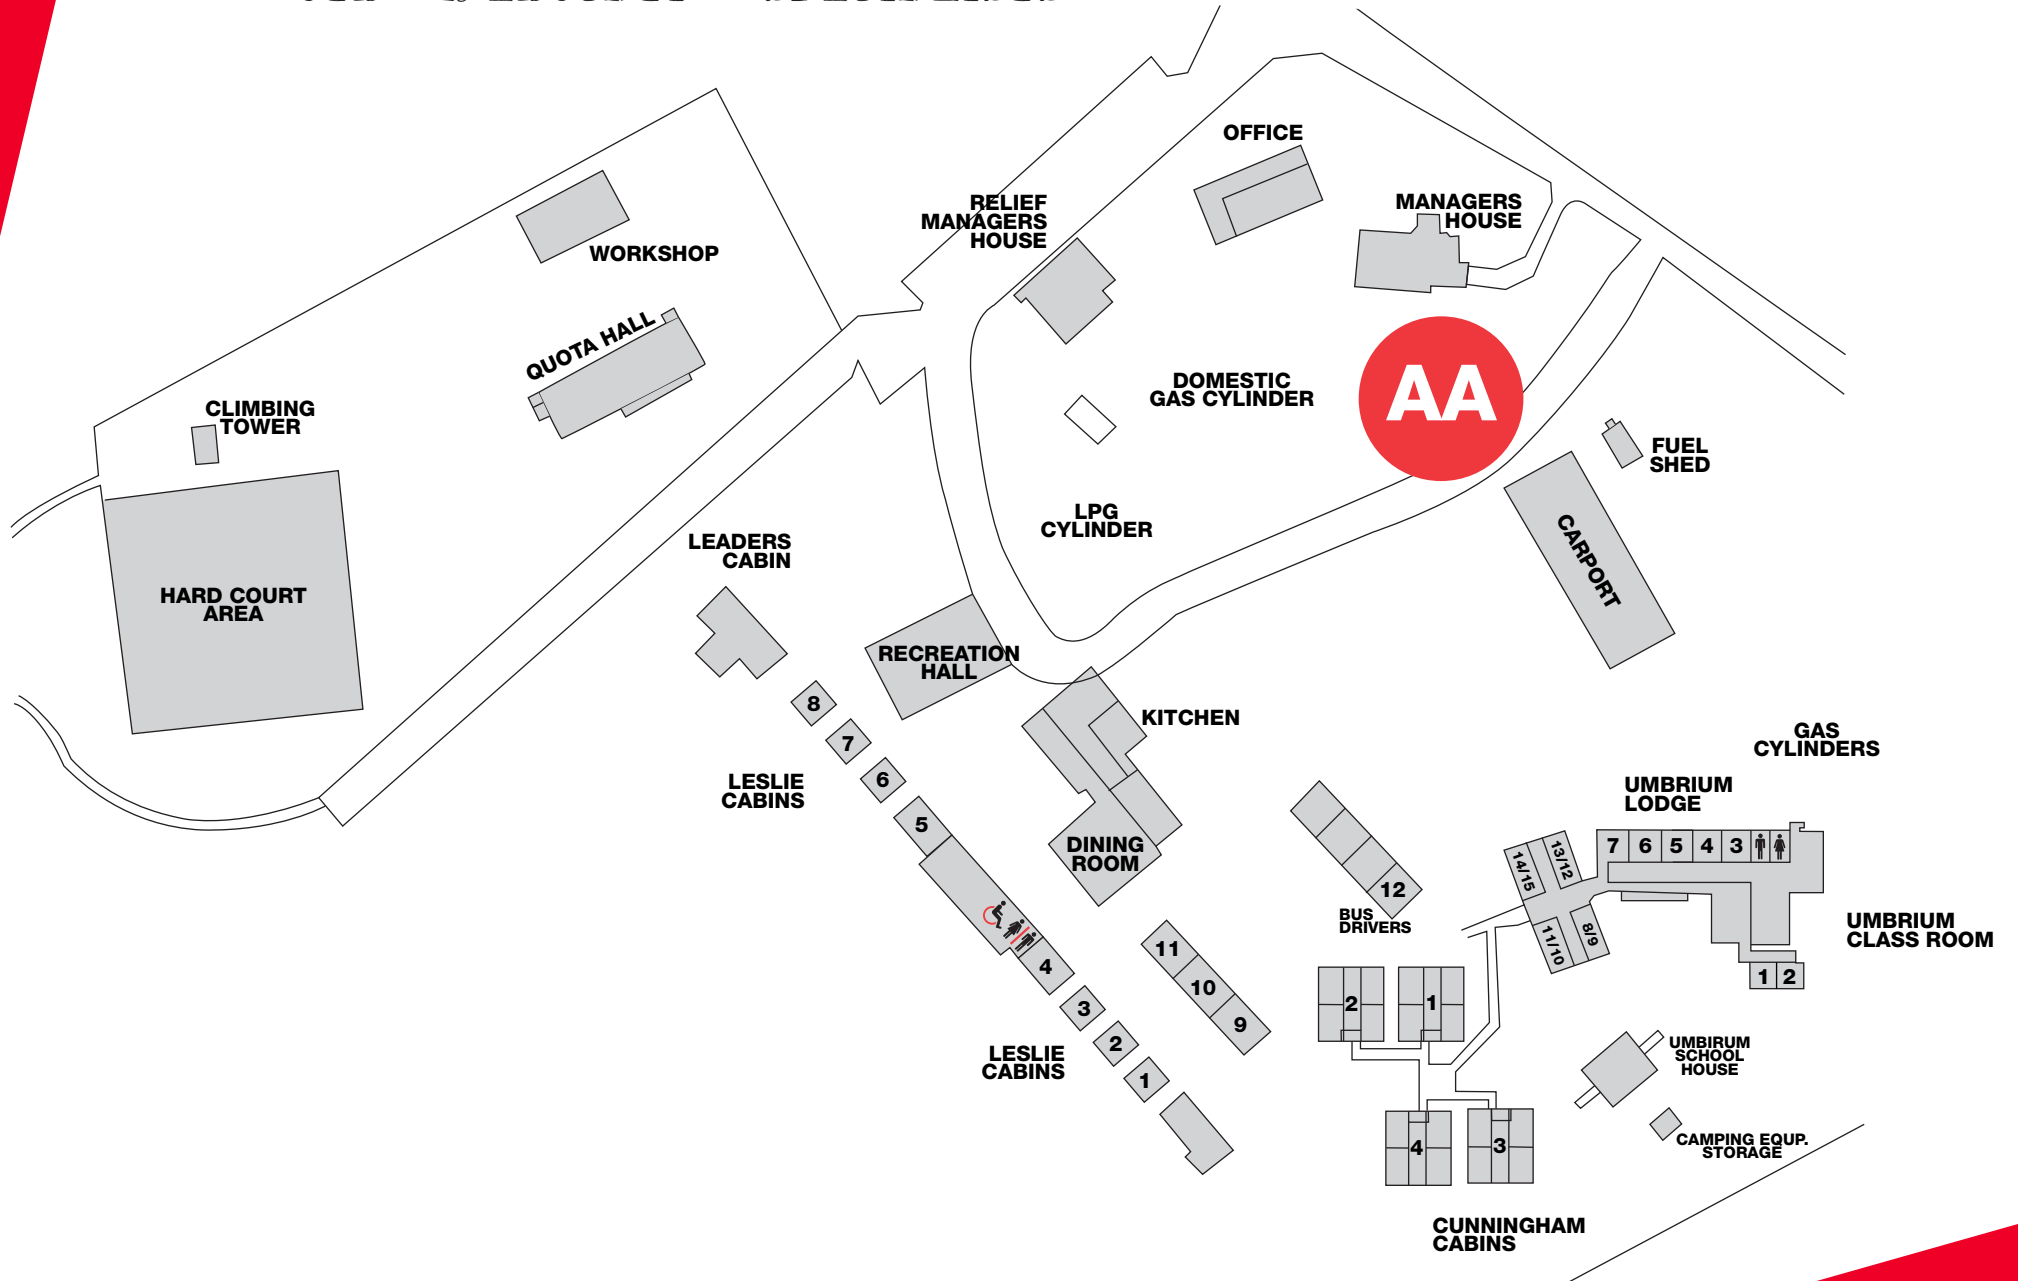 OFFICE
RELIEF
MANAGERS
HOUSE
MANAGERS
HOUSE
WORKSHOP
QUOTA HALL
CLIMBING
TOWER
DOMESTIC
GAS CYLINDER
AA
FUEL
SHED
LPG
CYLINDER
CARPORT
LEADERS
CABIN
HARD COURT
AREA
RECREATION
HALL
KITCHEN
8
7
6
5
LESLIE
CABINS
DINING
ROOM
GAS
CYLINDERS
UMBRIUM
LODGE
7 6 5 4 3
14/15
13/12
11/10
8/9
12
BUS
DRIVERS
UMBRIUM
CLASS ROOM
1 2
11
10
9
4
3
2
1
LESLIE
CABINS
2
1
4
3
UMBIRUM
SCHOOL
HOUSE
CAMPING EQUP.
STORAGE
CUNNINGHAM
CABINS